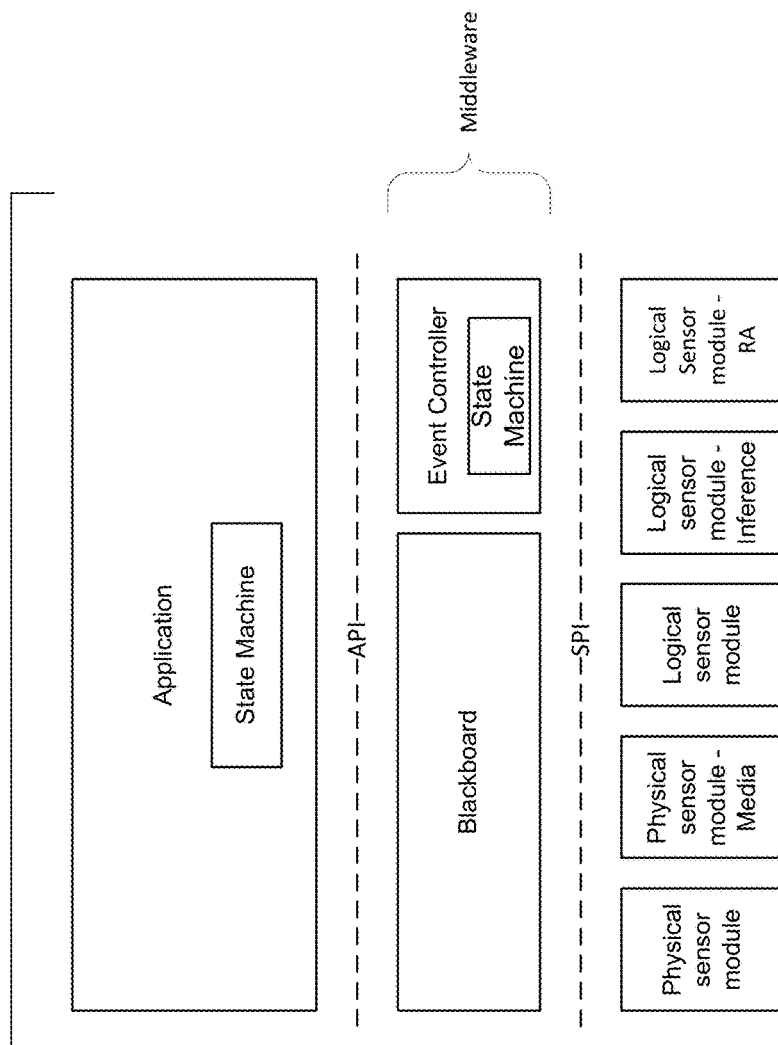 Application
State Machine
API
Blackboard
Event Controller
State
Machine
Middleware
SPI
Physical
sensor
module
Physical
sensor
module -
Media
Logical
sensor
module
Logical
sensor
module -
Inference
Logical
Sensor
module -
RA